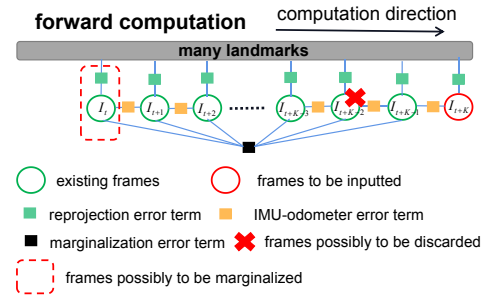 forward computation
computation direction
many landmarks
I_t I_{t+1} I_{t+2} ...... I_{t+K-3} I_{t+K-2} I_{t+K-1} I_{t+K}
existing frames frames to be inputted
reprojection error term IMU-odometer error term
marginalization error term frames possibly to be discarded
frames possibly to be marginalized